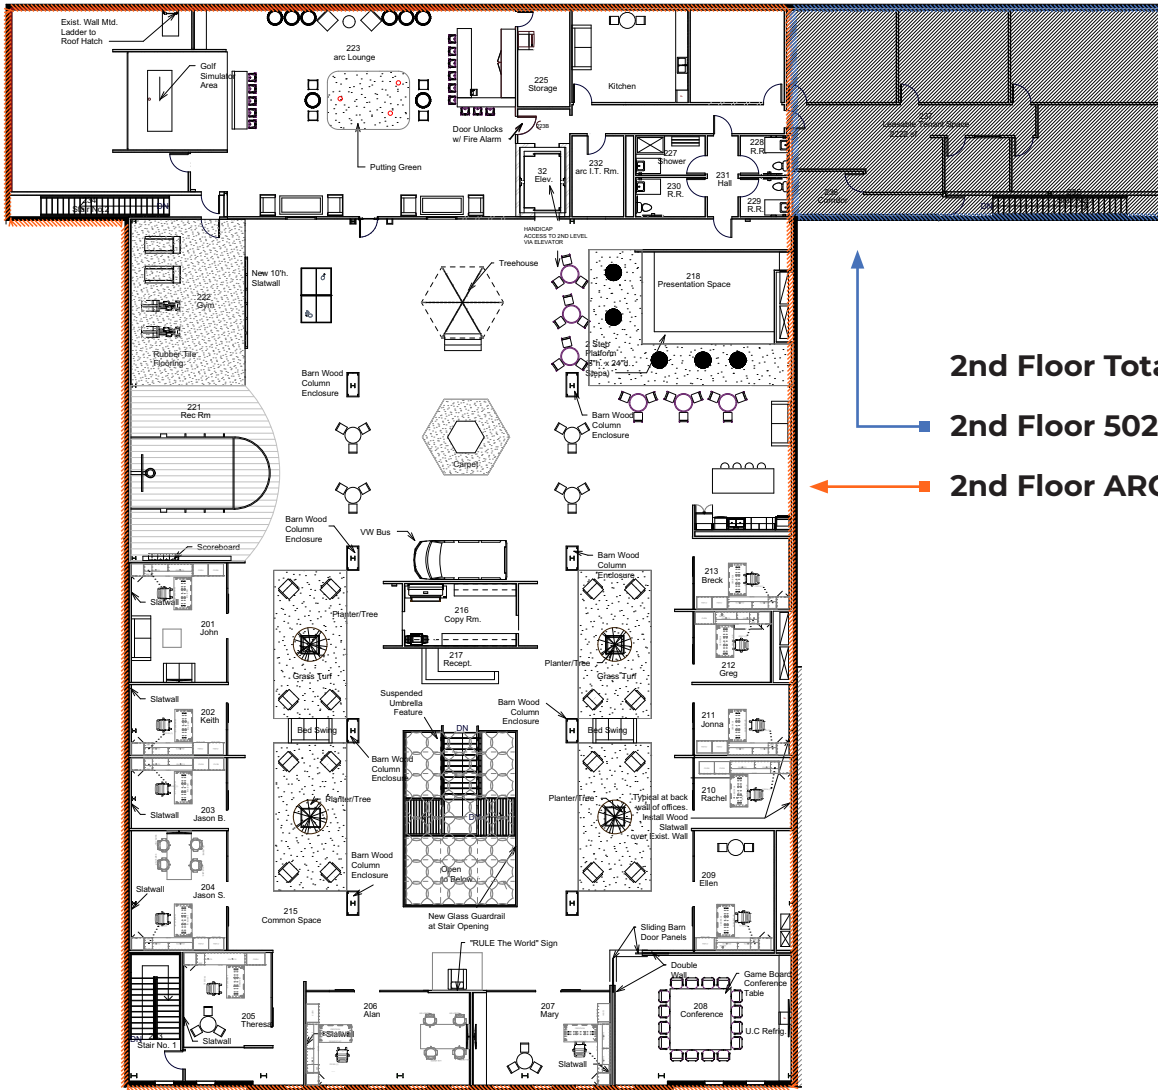 Exist. Wall Mtd.
Ladder to
Roof Hatch
Golf
Simulator
Area
223
arc Lounge
Putting Green
225
Storage
Kitchen
Door Unlocks
w/ Fire Alarm
32
Elev.
232
arc I.T. Rm.
227
Shower
228
R.R.
231
Hall
230
R.R.
229
R.R.
237
Leasable Tenant Space
236
Corridor
DN
DN
HANDICAP
ACCESS TO 2ND LEVEL
VIA ELEVATOR
New 10'h.
Slatwall
222
Gym
Rubber Tile
Flooring
Treehouse
218
Presentation Space
2 Step
Platform
Steps)
Barn Wood
Column
Enclosure
Barn Wood
Column
Enclosure
221
Rec Rm
Carpet
2nd Floor Tota
2nd Floor 502
2nd Floor ARC
Scoreboard
Barn Wood
Column
Enclosure
VW Bus
Barn Wood
Column
Enclosure
213
Breck
Slatwall
201
John
Planter/Tree
Grass Turf
216
Copy Rm.
217
Recept.
Planter/Tree
Grass Turf
212
Greg
Slatwall
202
Keith
Suspended
Umbrella
Feature
Barn Wood
Column
Enclosure
211
Jonna
Bed Swing
DN
Bed Swing
Barn Wood
Column
Enclosure
203
Jason B.
Slatwall
Planter/Tree
DN
Planter/Tree
210
Rachel
Typical at back
wall of offices.
Install Wood
Slatwall
over Exist. Wall
Open
to Below
Barn Wood
Column
Enclosure
Slatwall
204
Jason S.
209
Ellen
215
Common Space
New Glass Guardrail
at Stair Opening
"RULE The World" Sign
Sliding Barn
Door Panels
Double
Wall
Game Board
Conference
Table
208
Conference
U.C Refrig.
205
Theresa
Slatwall
206
Alan
Slatwall
207
Mary
Slatwall
DN
Stair No. 1